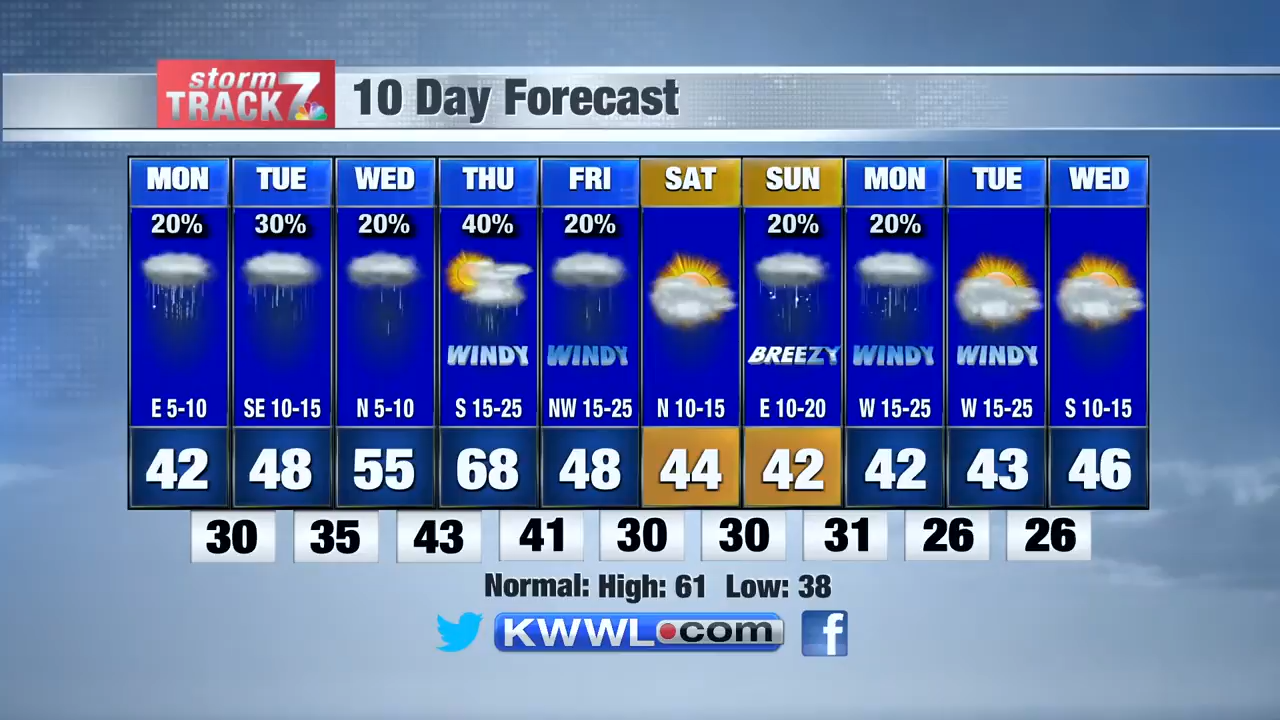 storm
TRACK 7
10 Day Forecast
MON TUE WED THU FRI SAT SUN MON TUE WED
20% 30% 20% 40% 20% 20% 20%
WINDY WINDY BREEZY WINDY WINDY
E 5-10 SE 10-15 N 5-10 S 15-25 NW 15-25 N 10-15 E 10-20 W 15-25 W 15-25 S 10-15
42 48 55 68 48 44 42 42 43 46
30 35 43 41 30 30 31 26 26
Normal: High: 61 Low: 38
KWWL.com f